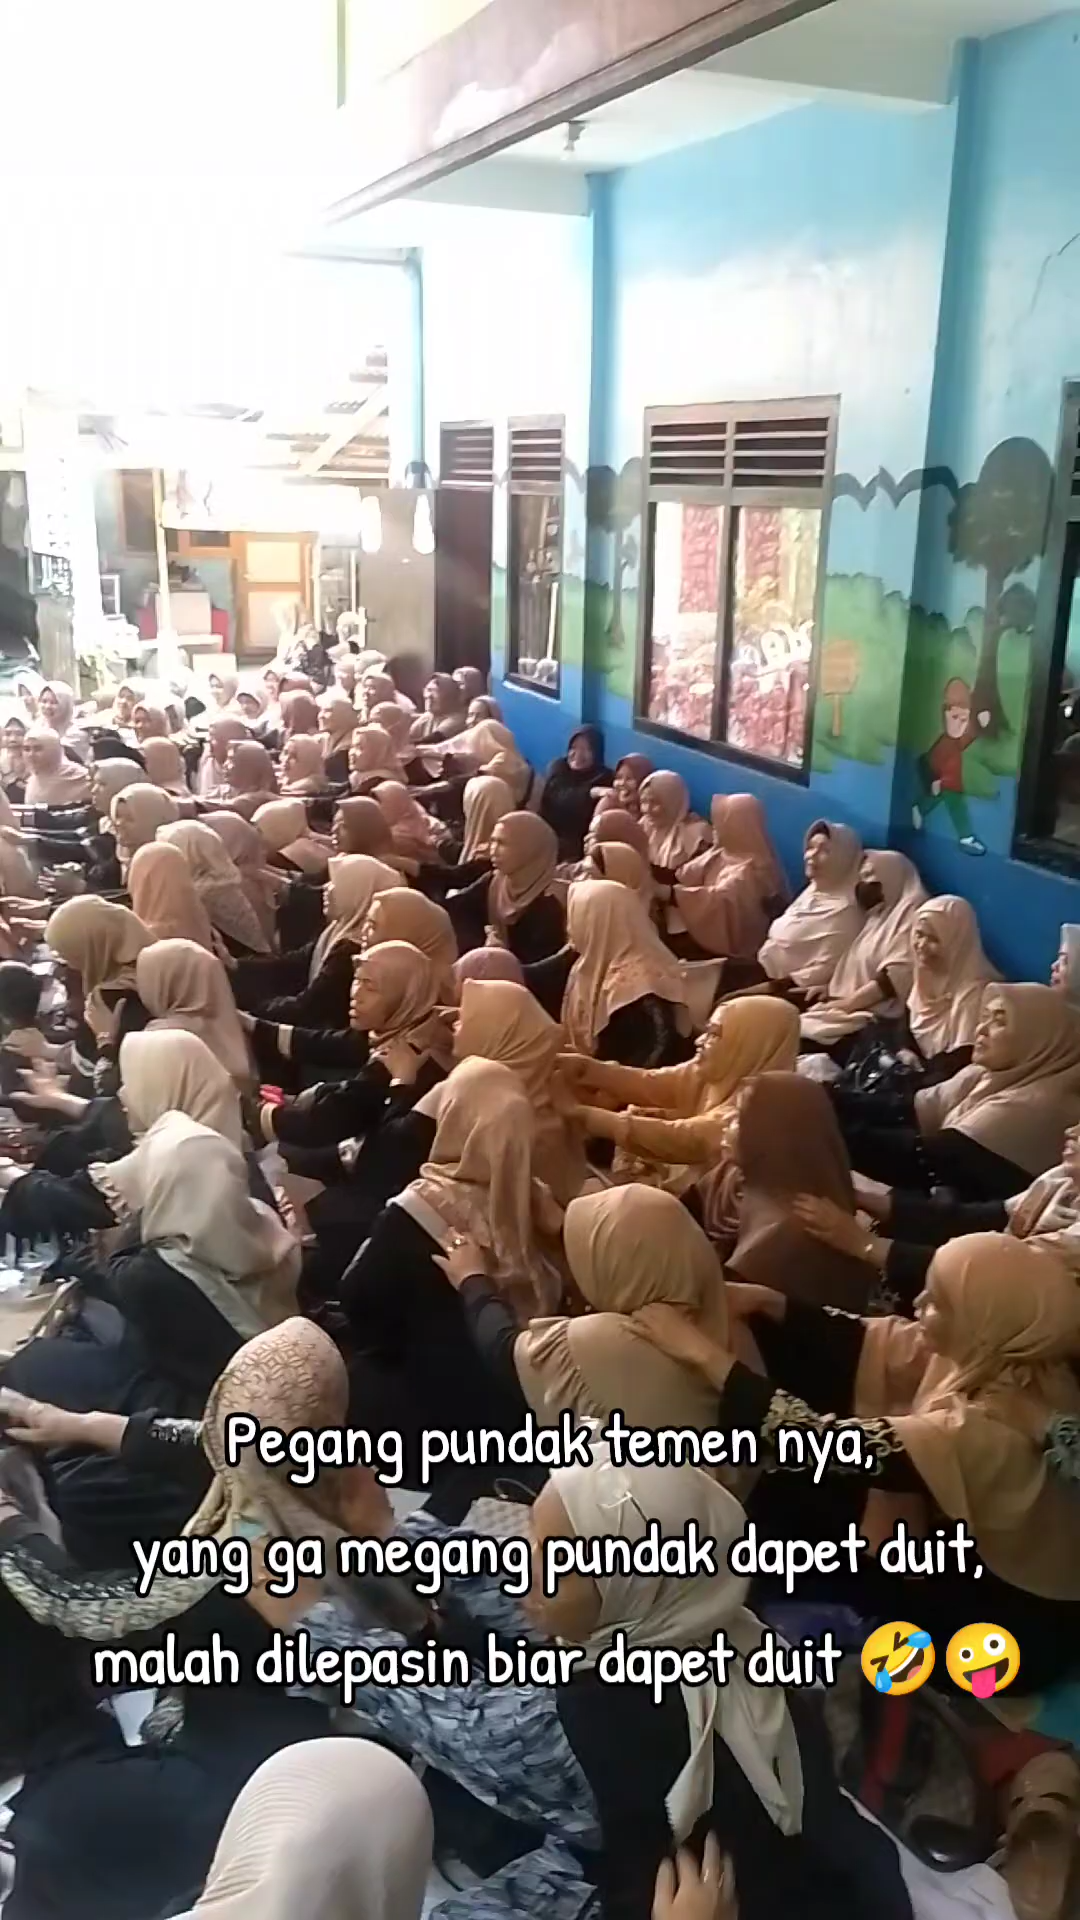 Pegang pundak temen nya,
yang ga megang pundak dapet duit,
malah dilepasin biar dapet duit 🤣🤪